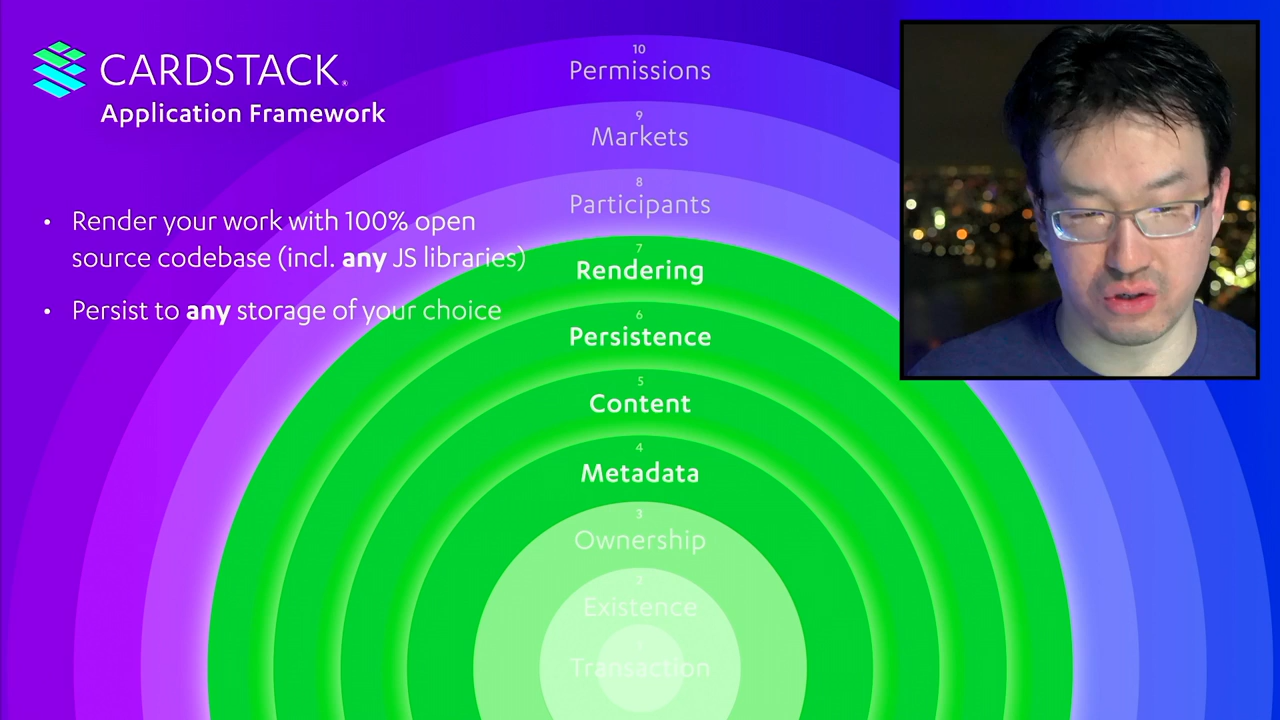 CARDSTACK®
Application Framework
• Render your work with 100% open
source codebase (incl. any JS libraries)
• Persist to any storage of your choice
10
Permissions
9
Markets
8
Participants
7
Rendering
6
Persistence
5
Content
4
Metadata
3
Ownership
Existence
Transaction